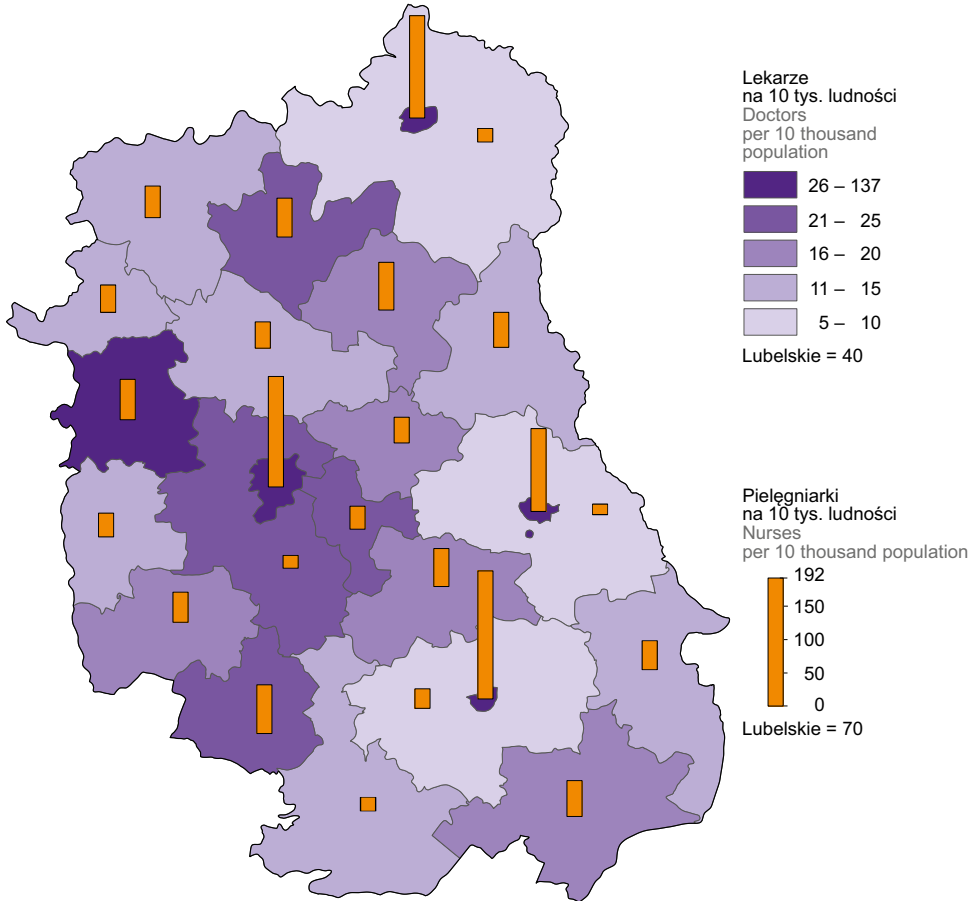 Lekarze
na 10 tys. ludności
Doctors
per 10 thousand
population
26 – 137
21 – 25
16 – 20
11 – 15
5 – 10
Lubelskie = 40
Pielęgniarki
na 10 tys. ludności
Nurses
per 10 thousand population
192
150
100
50
0
Lubelskie = 70